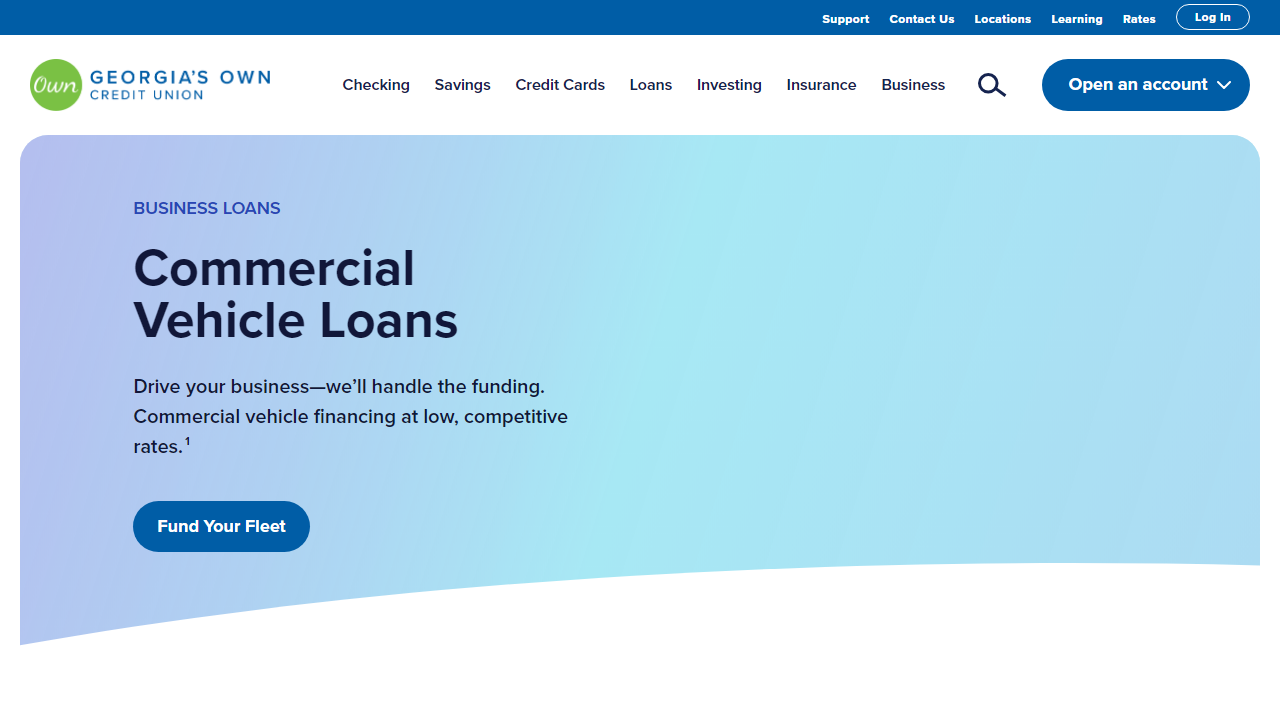 Support Contact Us Locations Learning Rates Log In
Own GEORGIA'S OWN
CREDIT UNION
Checking Savings Credit Cards Loans Investing Insurance Business Open an account
BUSINESS LOANS
Commercial
Vehicle Loans
Drive your business—we’ll handle the funding.
Commercial vehicle financing at low, competitive
rates.¹
Fund Your Fleet